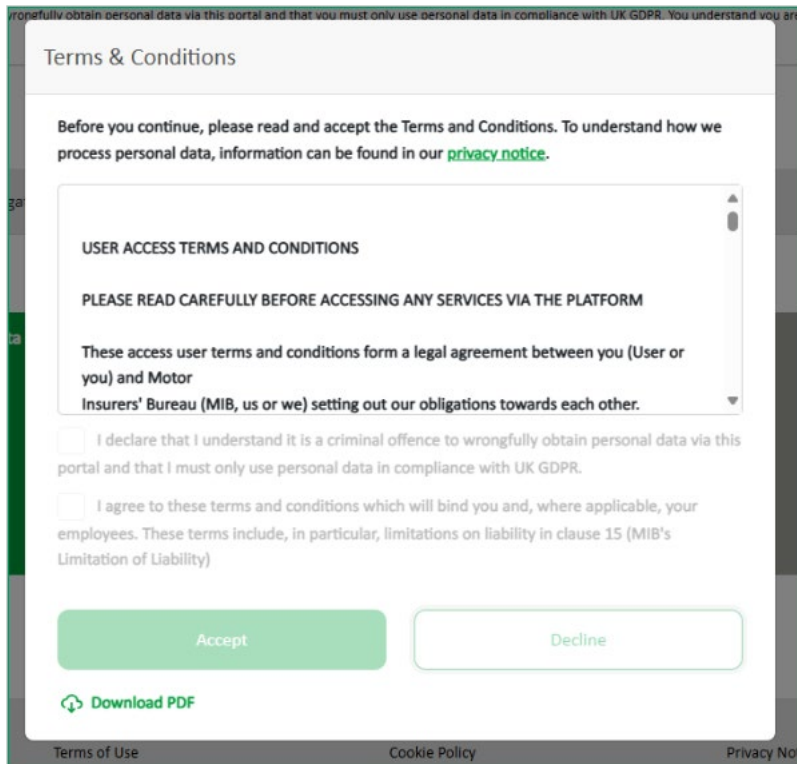 wrongfully obtain personal data via this portal and that you must only use personal data in compliance with UK GDPR. You understand you are
Terms & Conditions
Before you continue, please read and accept the Terms and Conditions. To understand how we
process personal data, information can be found in our privacy notice.
USER ACCESS TERMS AND CONDITIONS
PLEASE READ CAREFULLY BEFORE ACCESSING ANY SERVICES VIA THE PLATFORM
These access user terms and conditions form a legal agreement between you (User or
you) and Motor
Insurers' Bureau (MIB, us or we) setting out our obligations towards each other.
I declare that I understand it is a criminal offence to wrongfully obtain personal data via this
portal and that I must only use personal data in compliance with UK GDPR.
I agree to these terms and conditions which will bind you and, where applicable, your
employees. These terms include, in particular, limitations on liability in clause 15 (MIB's
Limitation of Liability)
Accept
Decline
Download PDF
Terms of Use
Cookie Policy
Privacy